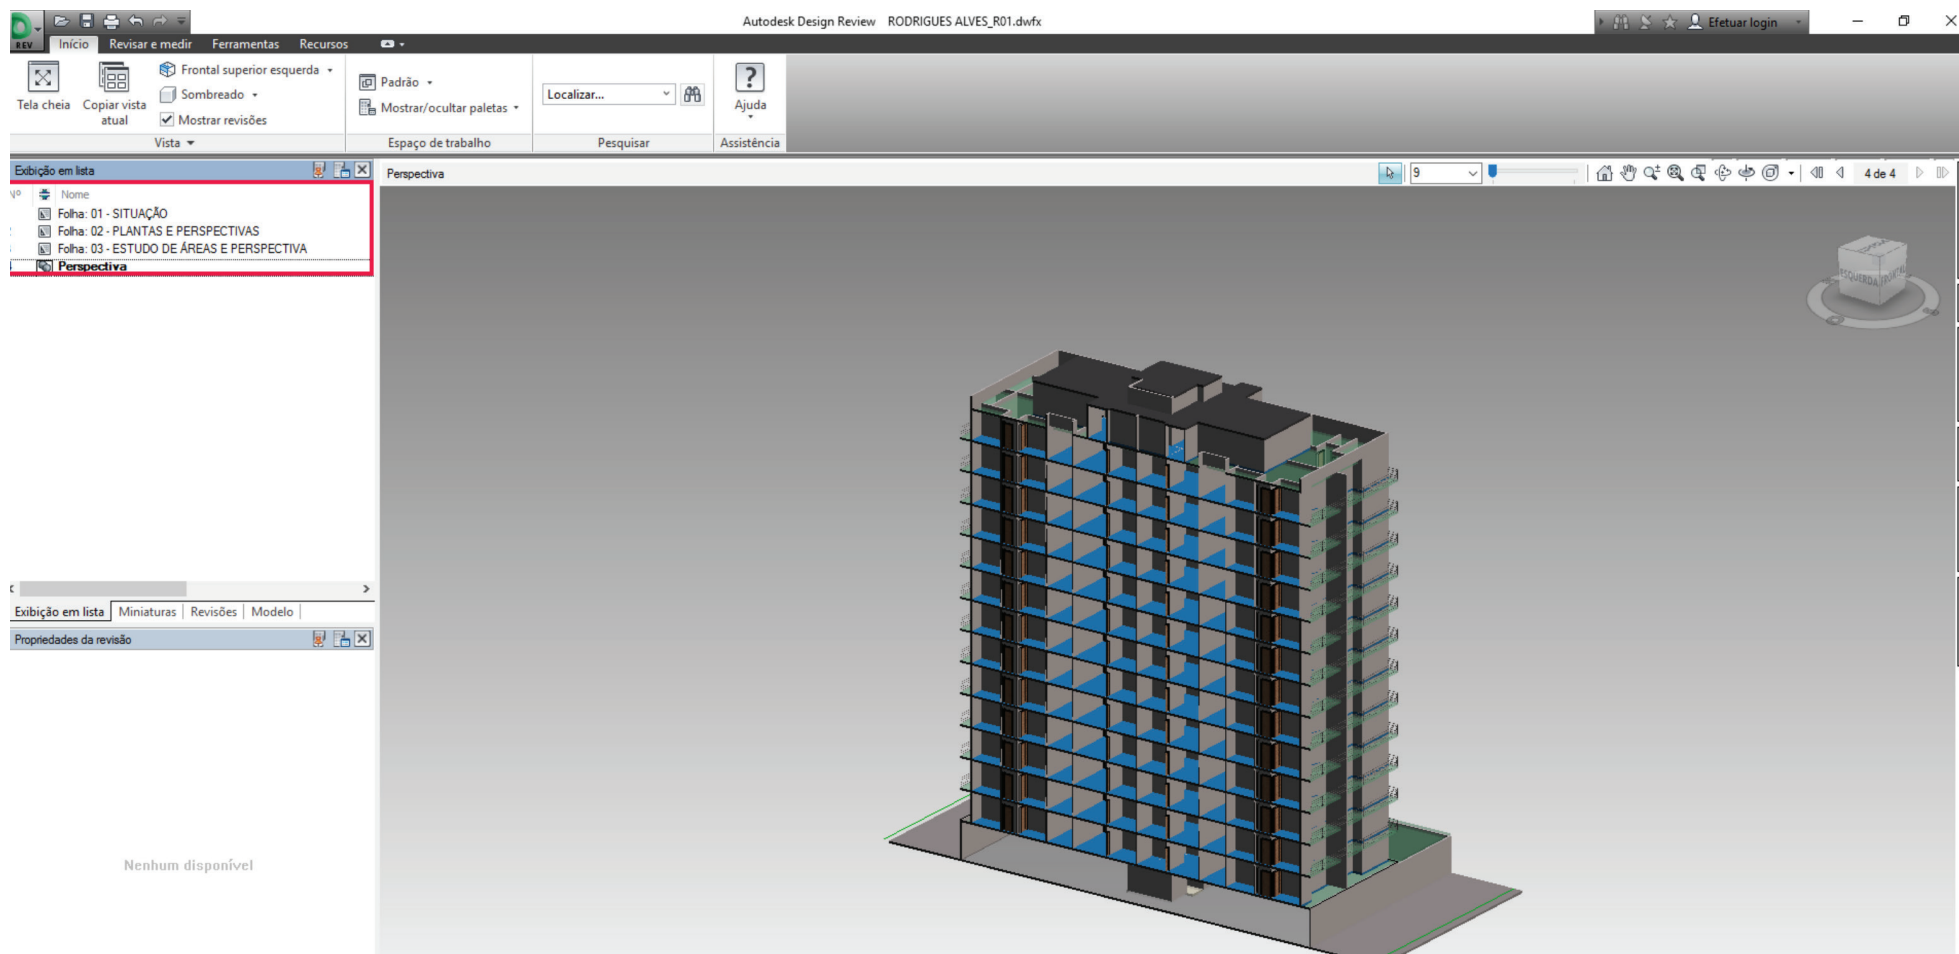 Autodesk Design Review RODRIGUES ALVES_R01.dwfx
Efetuar login
REV
Início Revisar e medir Ferramentas Recursos
Tela cheia
Copiar vista
atual
Frontal superior esquerda
Sombreado
Mostrar revisões
Vista
Padrão
Mostrar/ocultar paletas
Espaço de trabalho
Localizar...
Pesquisar
?
Ajuda
Assistência
Exibição em lista
Perspectiva
9
4 de 4
Nº Nome
Folha: 01 - SITUAÇÃO
Folha: 02 - PLANTAS E PERSPECTIVAS
Folha: 03 - ESTUDO DE ÁREAS E PERSPECTIVA
Perspectiva
ESQUERDA
Exibição em lista Miniaturas Revisões Modelo
Propriedades da revisão
Nenhum disponível